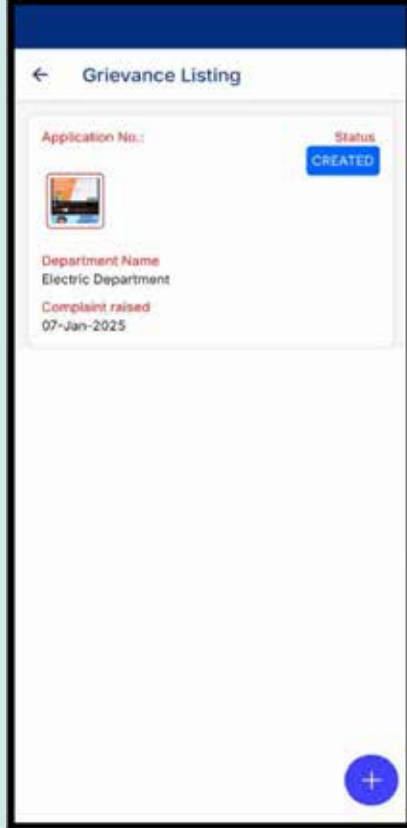 Grievance Listing
Application No.:
Status
CREATED
Department Name
Electric Department
Complaint raised
07-Jan-2025